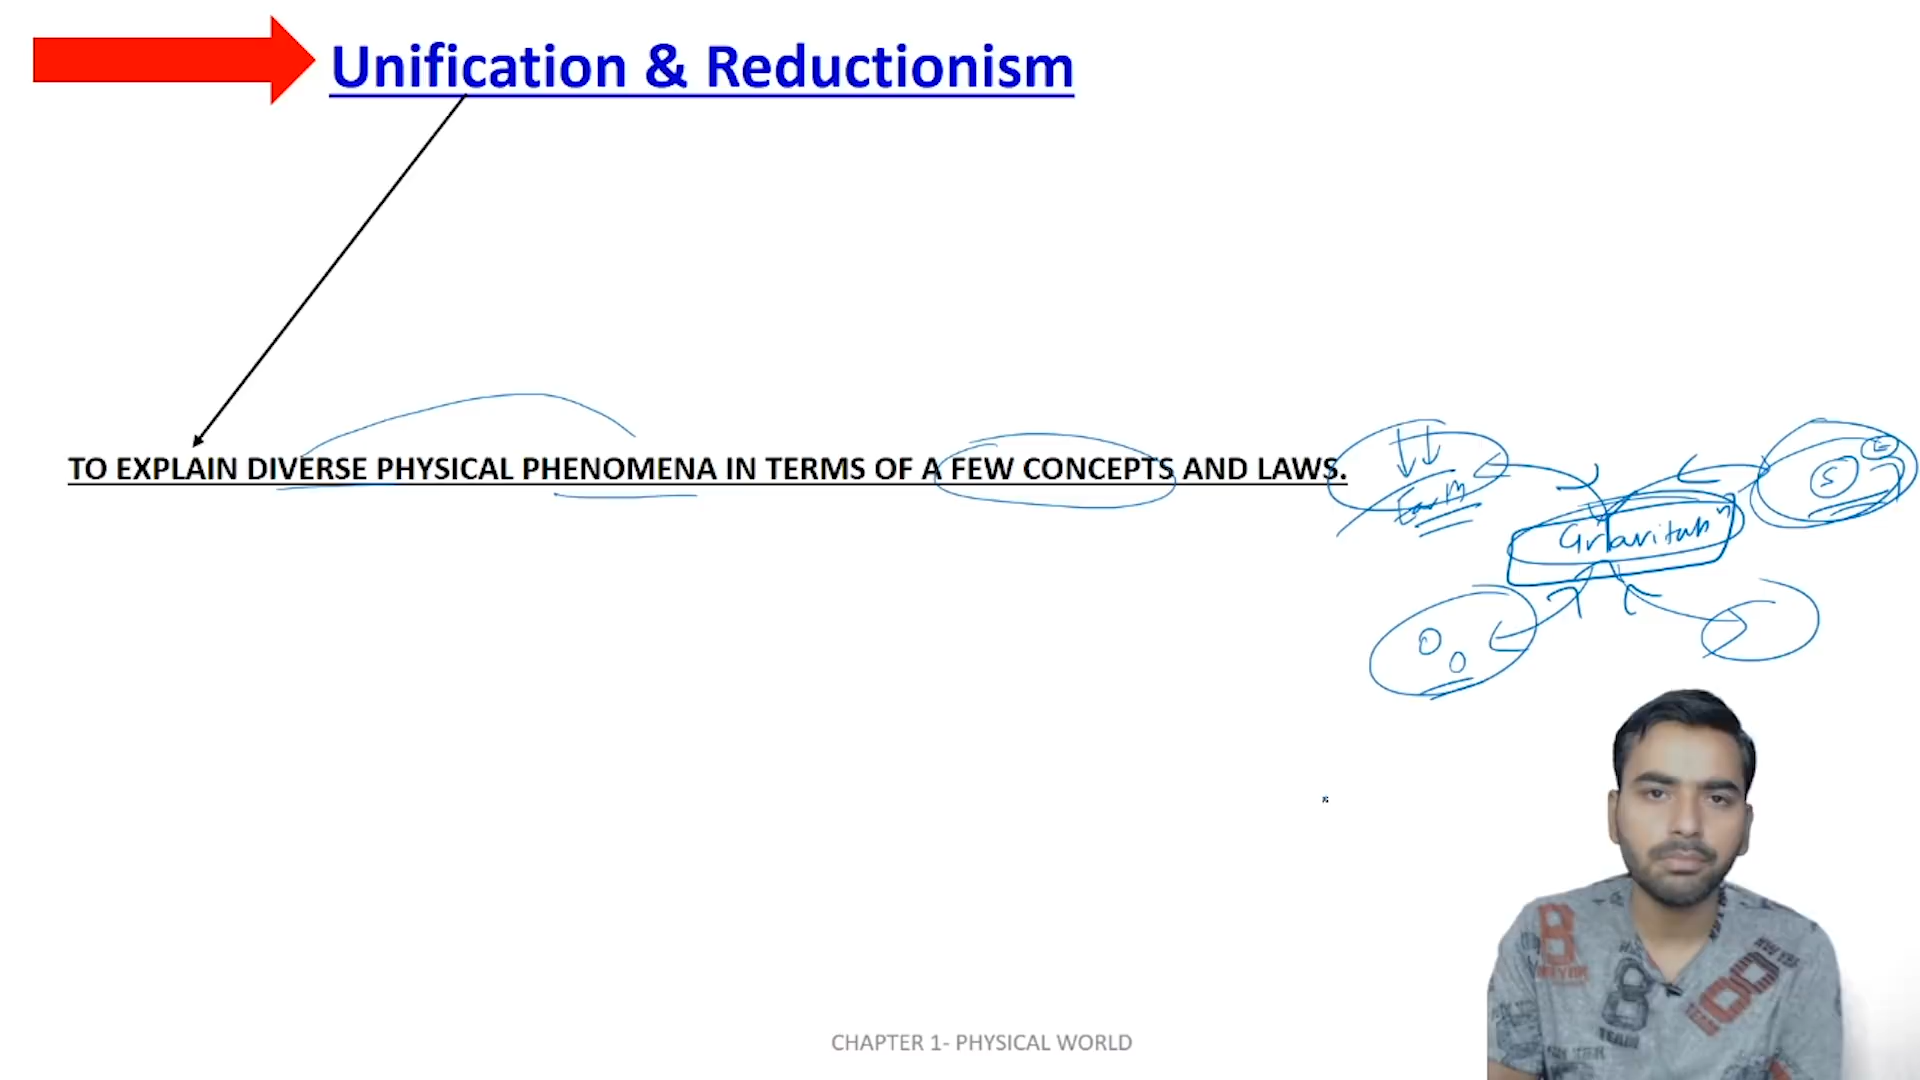 Unification & Reductionism
TO EXPLAIN DIVERSE PHYSICAL PHENOMENA IN TERMS OF A FEW CONCEPTS AND LAWS.
Earth
S
E
Gravitatn
CHAPTER 1- PHYSICAL WORLD